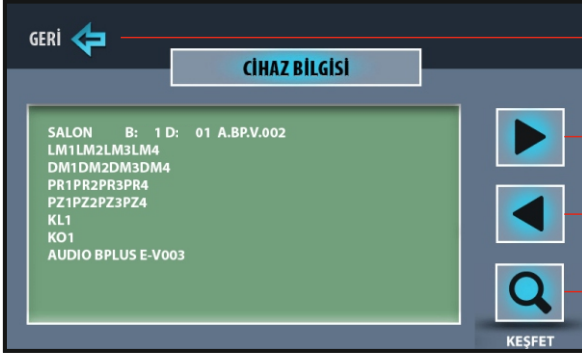 GERİ
CİHAZ BİLGİSİ
SALON B: 1 D: 01 A.BP.V.002
LM1LM2LM3LM4
DM1DM2DM3DM4
PR1PR2PR3PR4
PZ1PZ2PZ3PZ4
KL1
KO1
AUDIO BPLUS E-V003
KEŞFET